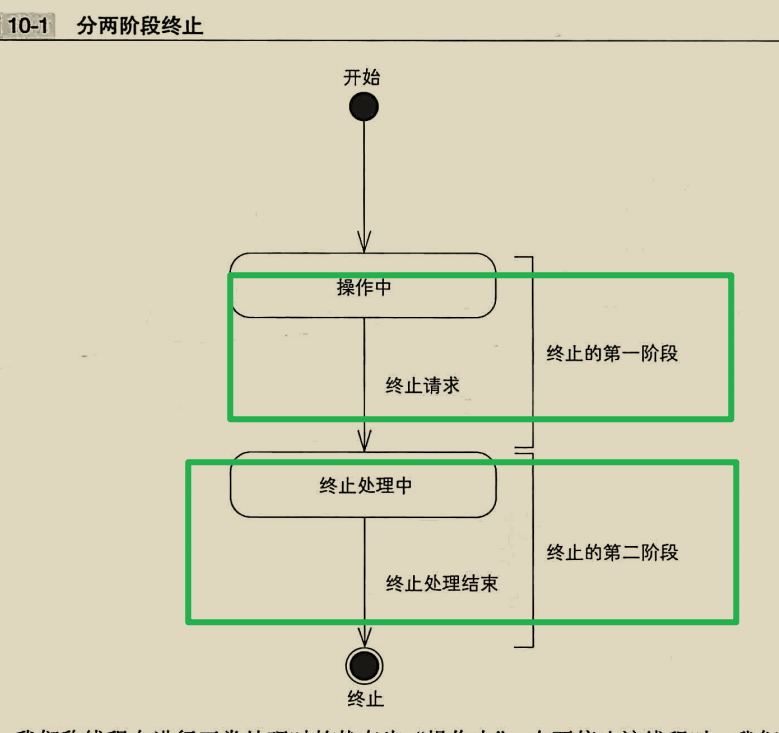 10-1 分两阶段终止
开始
操作中
终止的第一阶段
终止请求
终止处理中
终止的第二阶段
终止处理结束
终止